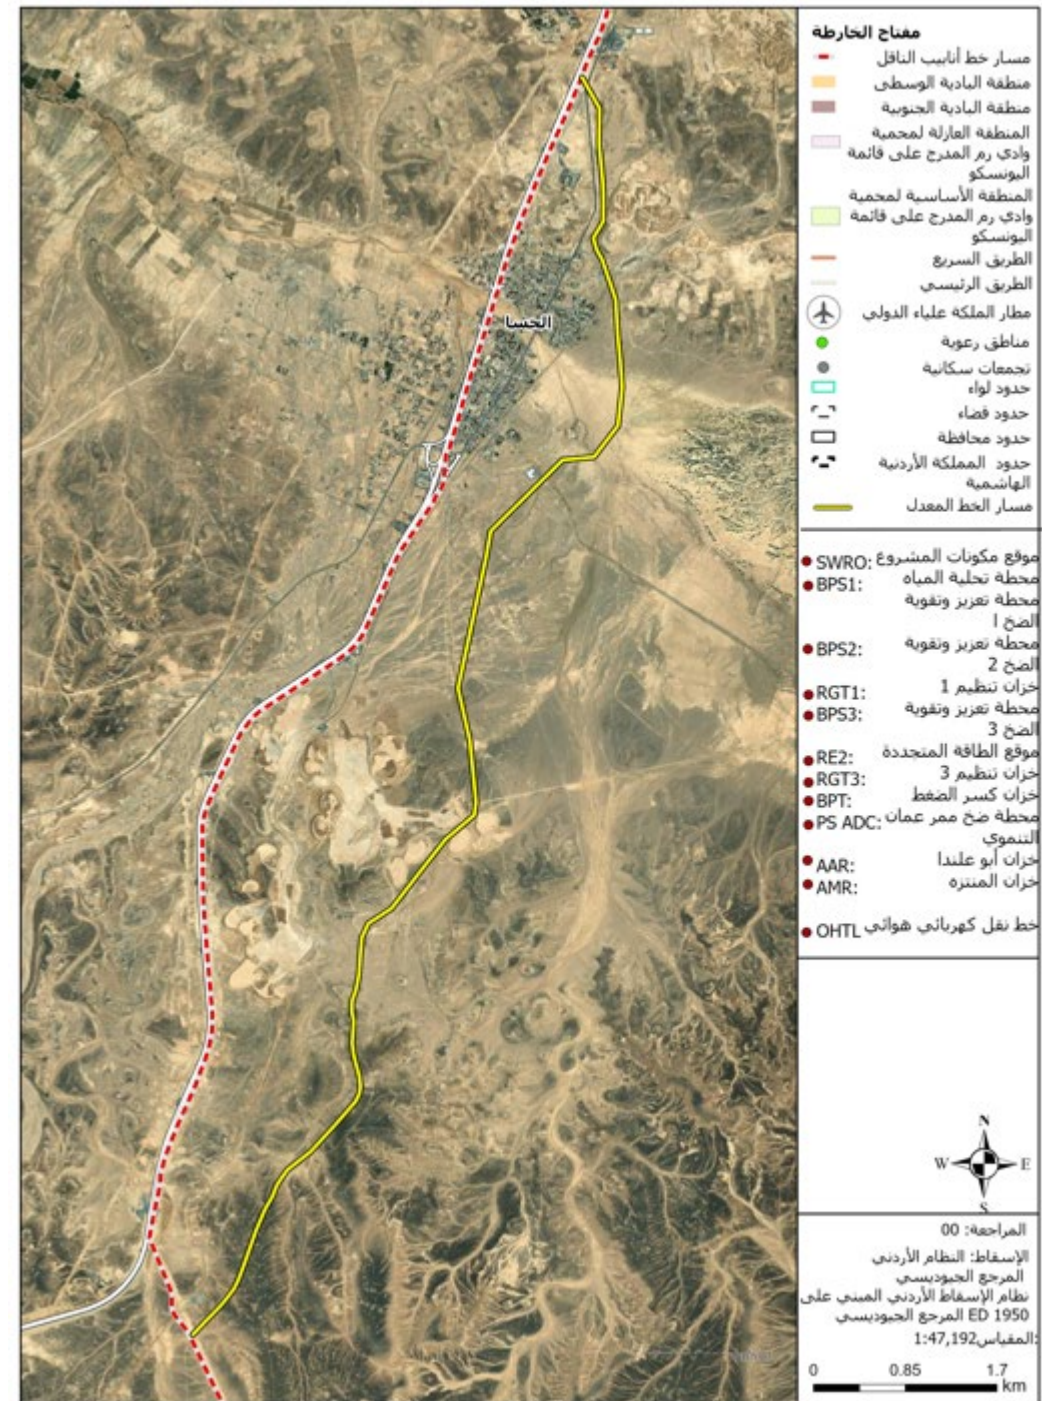 الحسا
مفتاح الخارطة
مسار خط أنابيب الناقل
منطقة البادية الوسطى
منطقة البادية الجنوبية
المنطقة العازلة لمحمية
وادي رم المدرج على قائمة
اليونسكو
المنطقة الأساسية لمحمية
وادي رم المدرج على قائمة
اليونسكو
الطريق السريع
الطريق الرئيسي
مطار الملكة علياء الدولي
مناطق رعوية
تجمعات سكانية
حدود لواء
حدود قضاء
حدود محافظة
حدود المملكة الأردنية
الهاشمية
مسار الخط المعدل
موقع مكونات المشروع
SWRO: محطة تحلية المياه
BPS1: محطة تعزيز وتقوية
الضخ 1
BPS2: محطة تعزيز وتقوية
الضخ 2
RGT1: خزان تنظيم 1
BPS3: محطة تعزيز وتقوية
الضخ 3
RE2: موقع الطاقة المتجددة
RGT3: خزان تنظيم 3
BPT: خزان كسر الضغط
PS ADC: محطة ضخ ممر عمان
التنموي
AAR: خزان أبو علندا
AMR: خزان المنتزه
OHTL خط نقل كهربائي هوائي
N
W E
S
المراجعة: 00
الإسقاط: النظام الأردني
المرجع الجيوديسي
نظام الإسقاط الأردني المبني على
ED 1950 المرجع الجيوديسي
المقياس:1:47,192
0 0.85 1.7
km